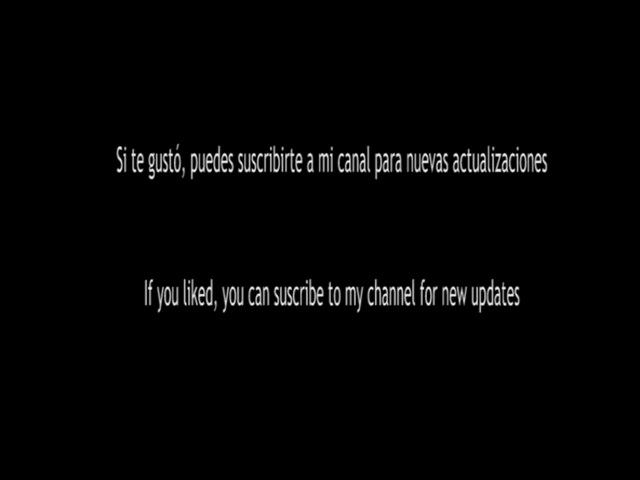 Si te gustó, puedes suscribirte a mi canal para nuevas actualizaciones
If you liked, you can suscribe to my channel for new updates